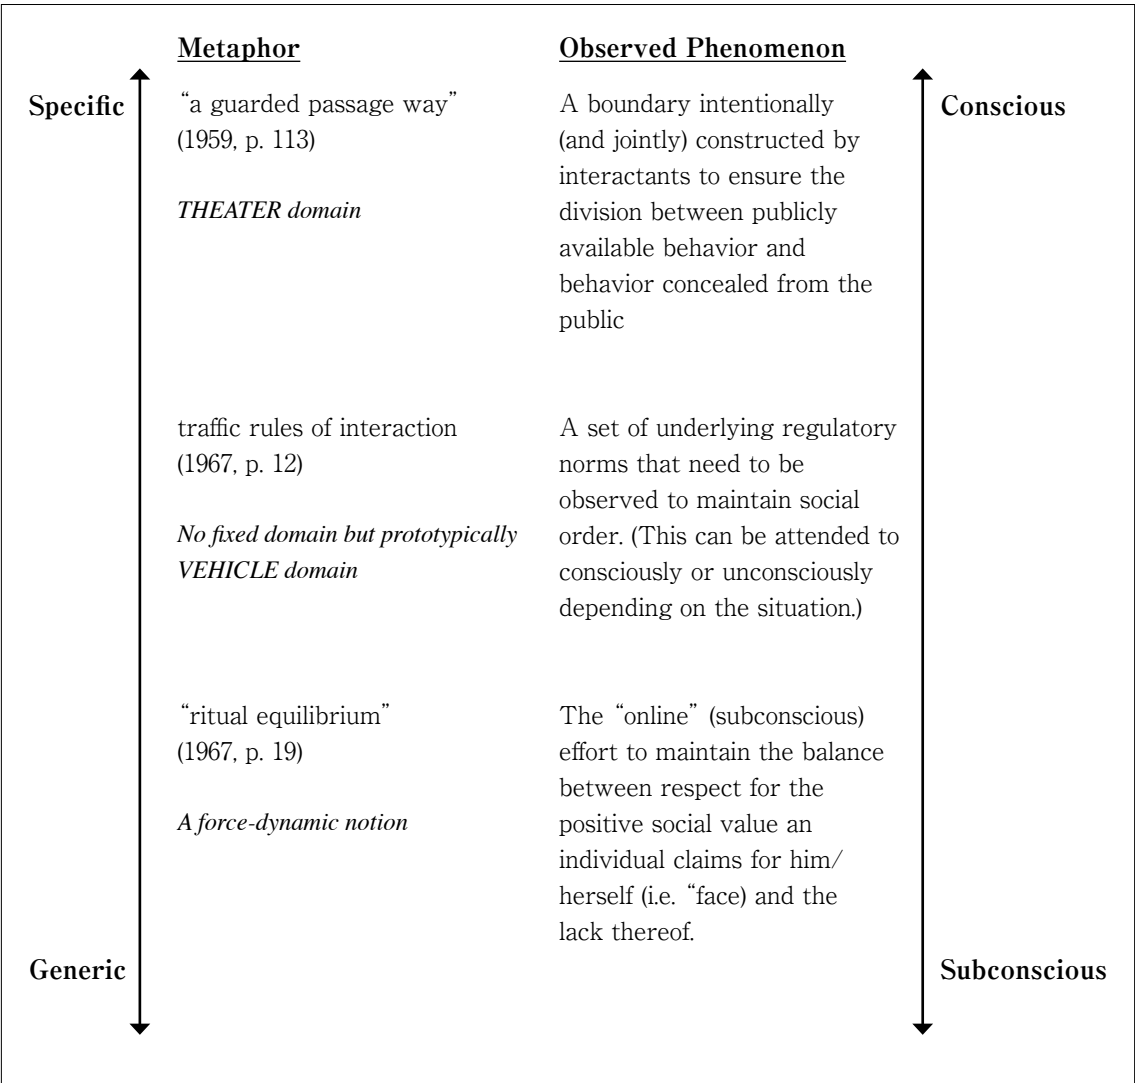 Metaphor
Observed Phenomenon
Specific
Conscious
“a guarded passage way”
(1959, p. 113)
THEATER domain
A boundary intentionally
(and jointly) constructed by
interactants to ensure the
division between publicly
available behavior and
behavior concealed from the
public
traffic rules of interaction
(1967, p. 12)
No fixed domain but prototypically
VEHICLE domain
A set of underlying regulatory
norms that need to be
observed to maintain social
order. (This can be attended to
consciously or unconsciously
depending on the situation.)
“ritual equilibrium”
(1967, p. 19)
A force-dynamic notion
The “online” (subconscious)
effort to maintain the balance
between respect for the
positive social value an
individual claims for him/
herself (i.e. “face) and the
lack thereof.
Generic
Subconscious